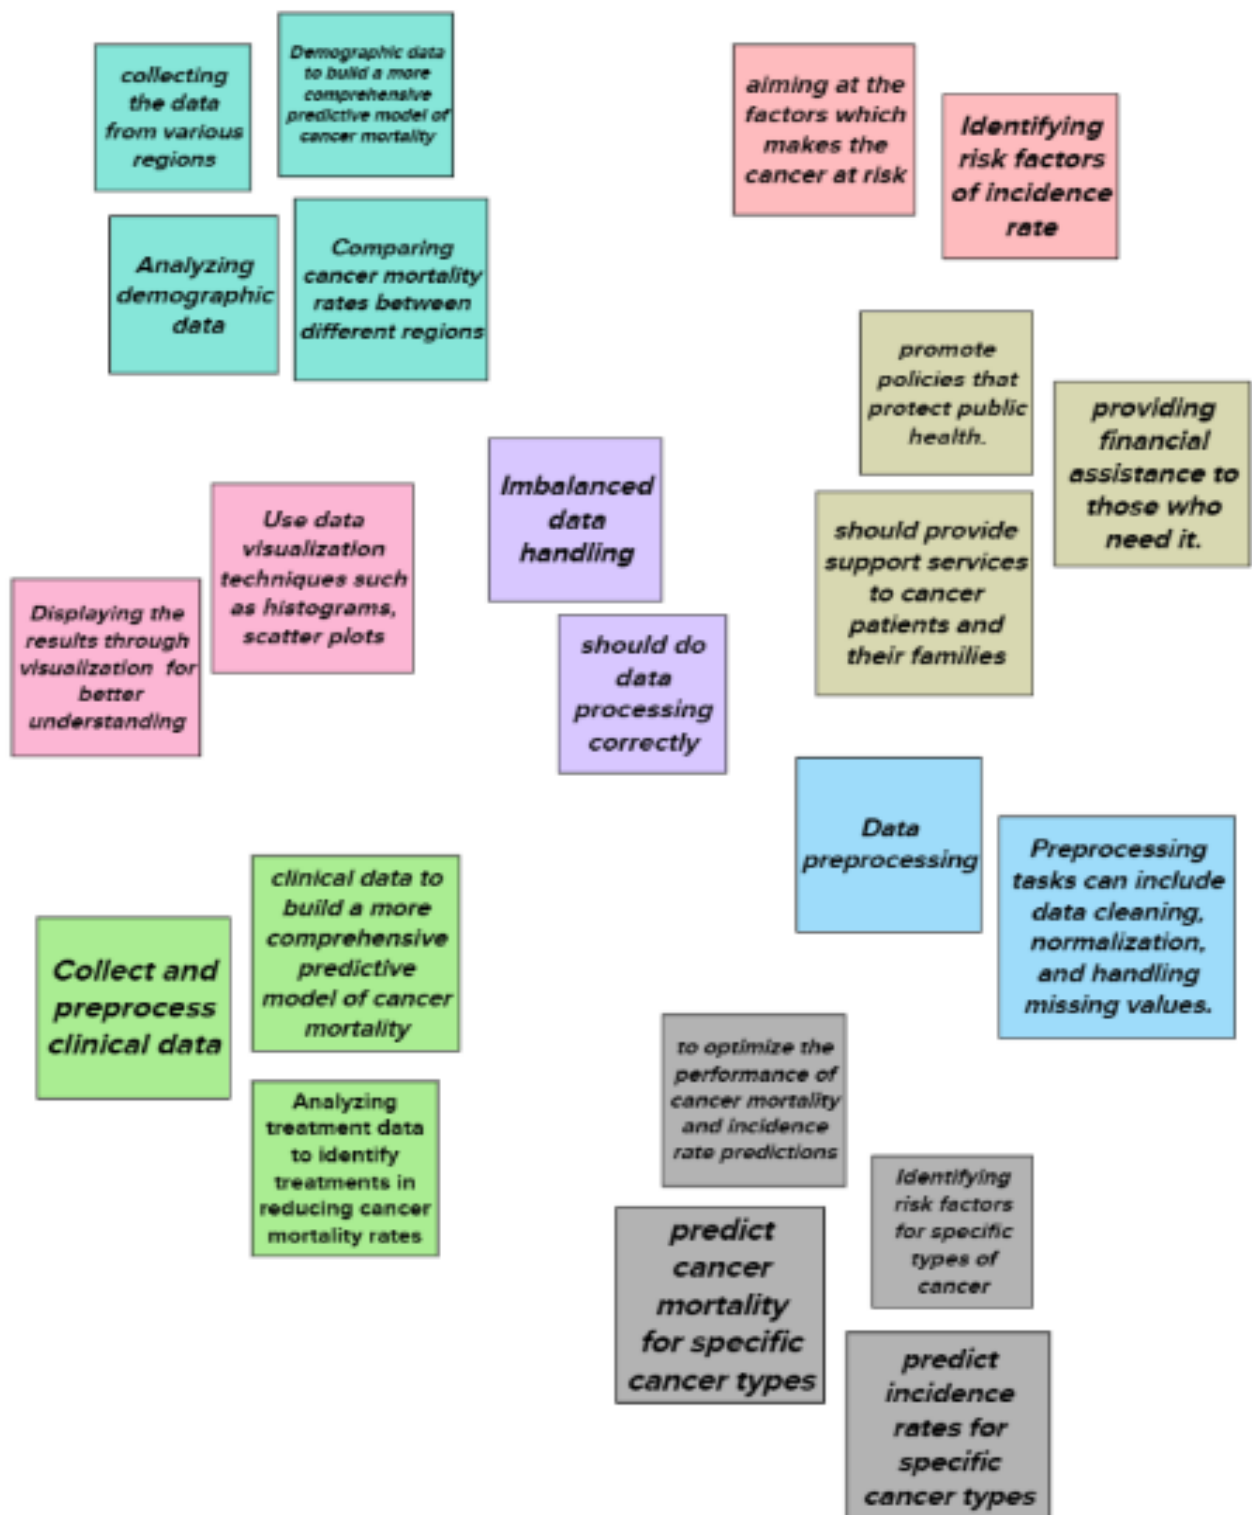 collecting
the data
from various
regions
Demographic data
to build a more
comprehensive
predictive model of
cancer mortality
Analyzing
demographic
data
Comparing
cancer mortality
rates between
different regions
aiming at the
factors which
makes the
cancer at risk
Identifying
risk factors
of incidence
rate
promote
policies that
protect public
health.
providing
financial
assistance to
those who
need it.
should provide
support services
to cancer
patients and
their families
Imbalanced
data
handling
should do
data
processing
correctly
Use data
visualization
techniques such
as histograms,
scatter plots
Displaying the
results through
visualization for
better
understanding
Data
preprocessing
Preprocessing
tasks can include
data cleaning,
normalization,
and handling
missing values.
clinical data to
build a more
comprehensive
predictive
model of cancer
mortality
Collect and
preprocess
clinical data
Analyzing
treatment data
to identify
treatments in
reducing cancer
mortality rates
to optimize the
performance of
cancer mortality
and incidence
rate predictions
Identifying
risk factors
for specific
types of
cancer
predict
cancer
mortality
for specific
cancer types
predict
incidence
rates for
specific
cancer types